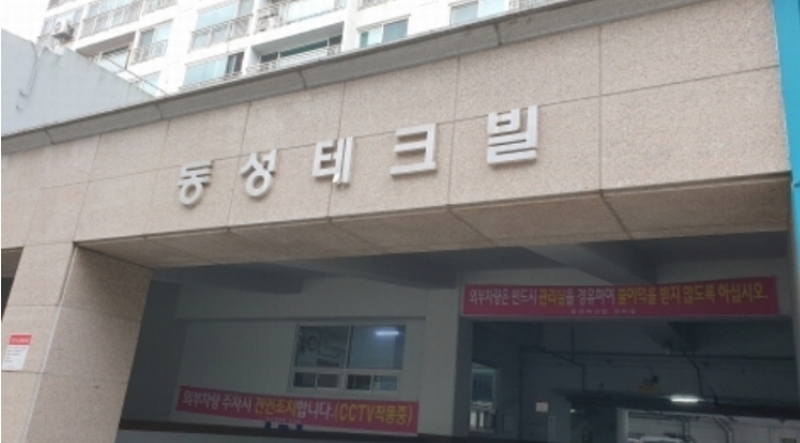 동성테크빌
외부차량은 반드시 관리실을 경유하여 불이익을 받지 않도록 하십시오.
외부차량 주차시 견인조치합니다.(CCTV작동중)